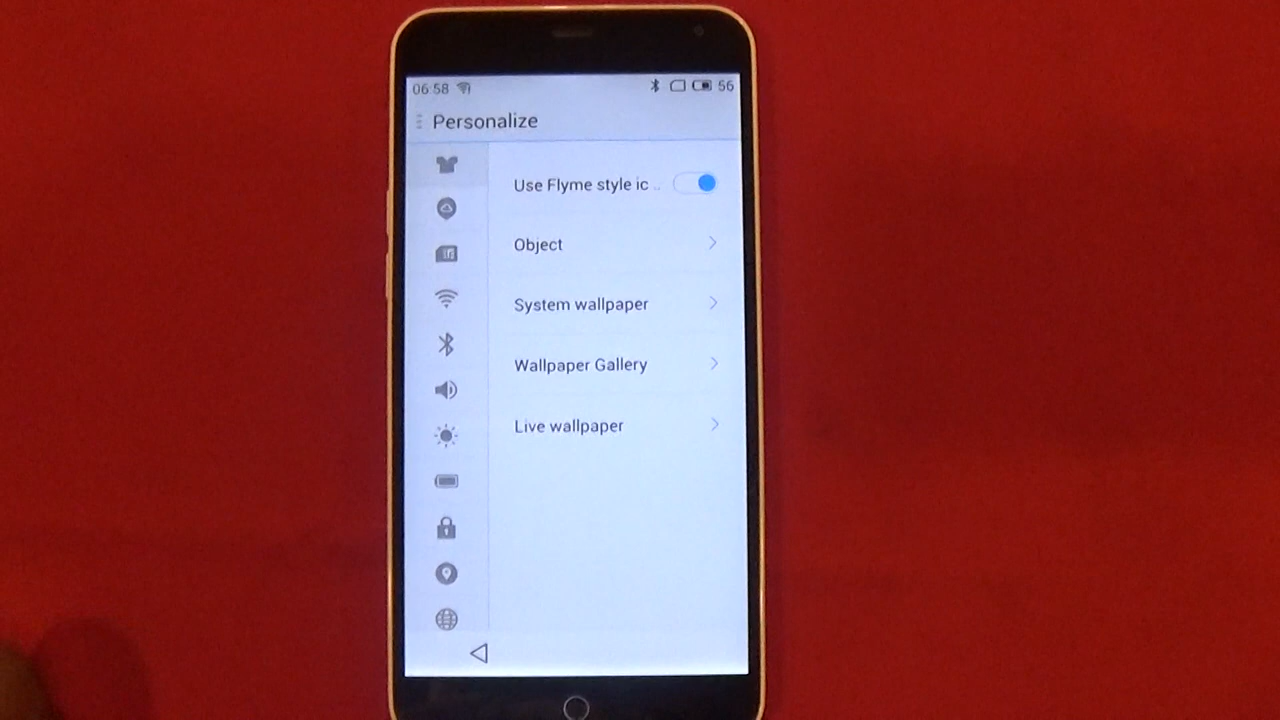 06:58 56
Personalize
Use Flyme style ic ..
Object
System wallpaper
Wallpaper Gallery
Live wallpaper